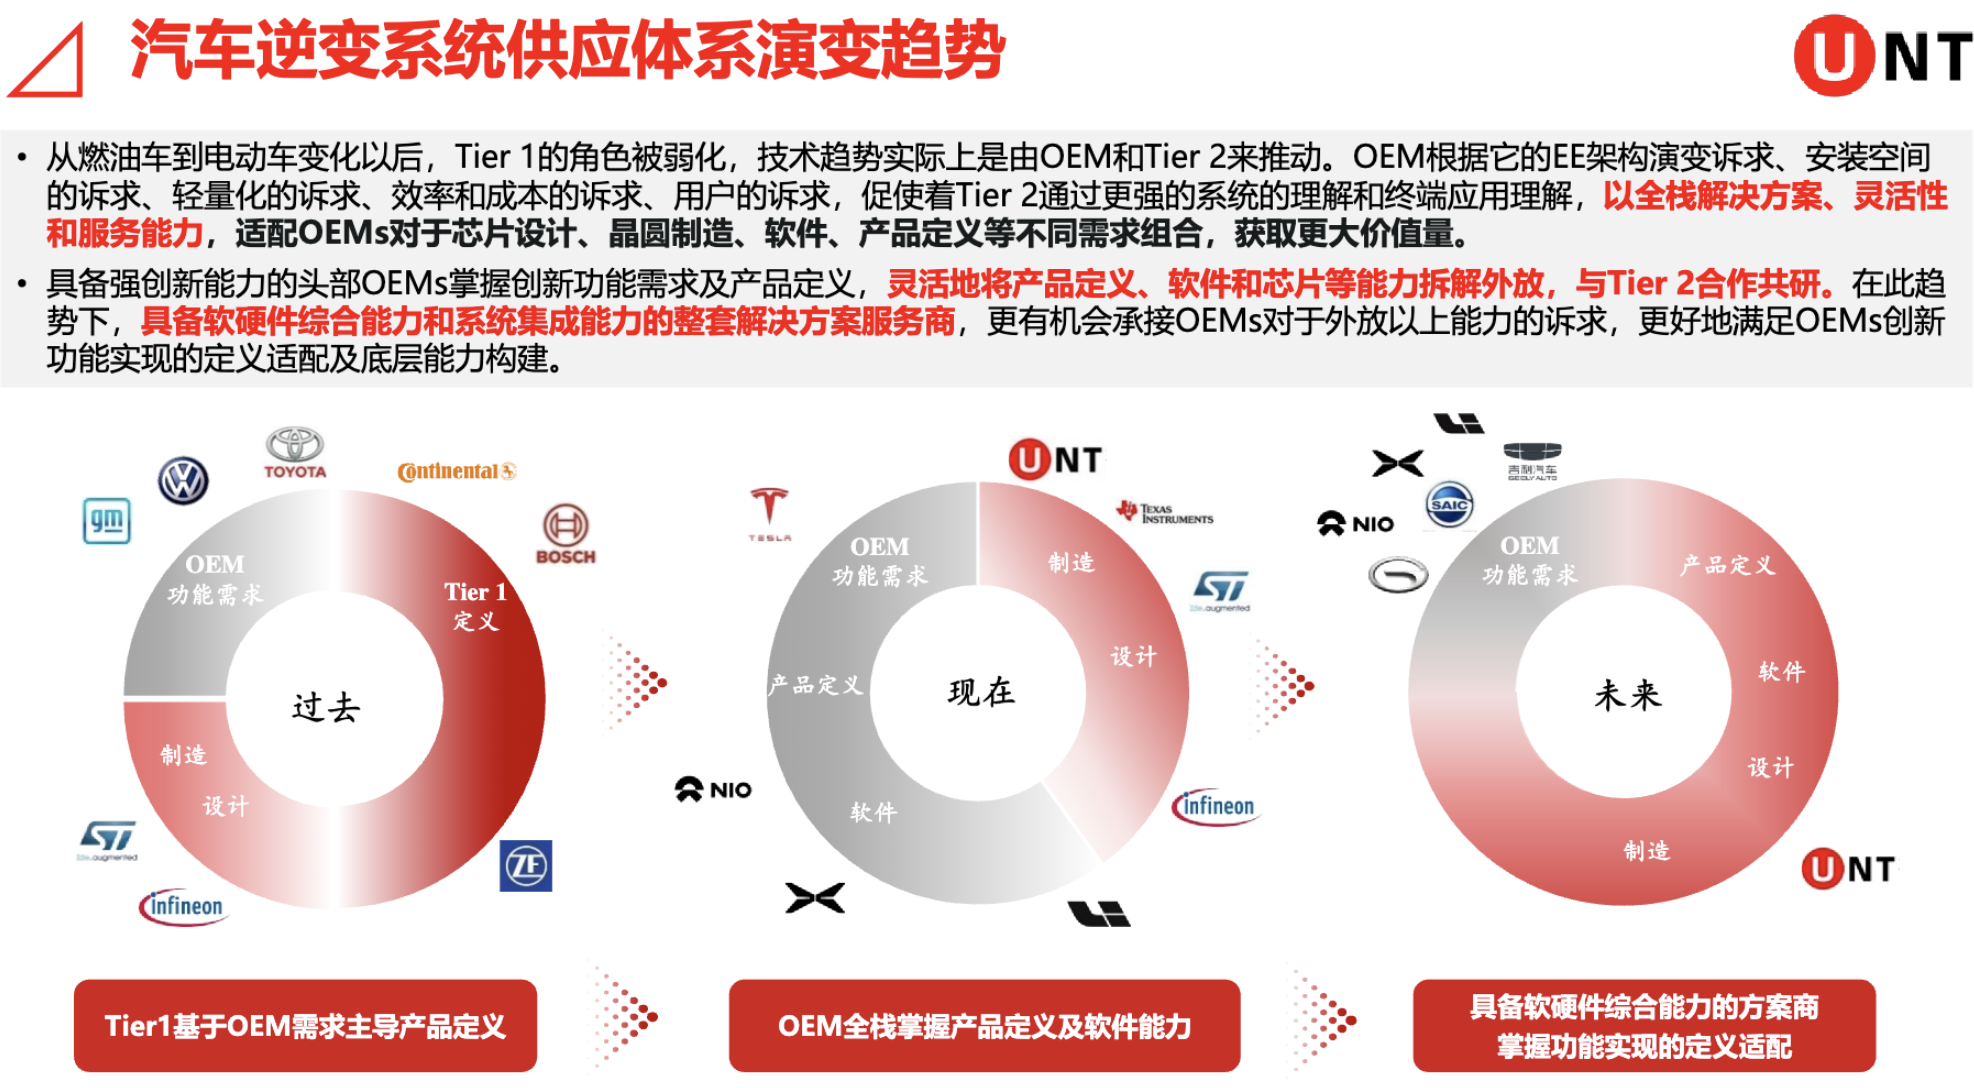 汽车逆变系统供应体系演变趋势
UNT
• 从燃油车到电动车变化以后，Tier 1的角色被弱化，技术趋势实际上是由OEM和Tier 2来推动。OEM根据它的EE架构演变诉求、安装空间
的诉求、轻量化的诉求、效率和成本的诉求、用户的诉求，促使着Tier 2通过更强的系统的理解和终端应用理解，以全栈解决方案、灵活性
和服务能力，适配OEMs对于芯片设计、晶圆制造、软件、产品定义等不同需求组合，获取更大价值量。
• 具备强创新能力的头部OEMs掌握创新功能需求及产品定义，灵活地将产品定义、软件和芯片等能力拆解外放，与Tier 2合作共研。在此趋
势下，具备软硬件综合能力和系统集成能力的整套解决方案服务商，更有机会承接OEMs对于外放以上能力的诉求，更好地满足OEMs创新
功能实现的定义适配及底层能力构建。
gm
VW
TOYOTA
Continental
BOSCH
OEM
功能需求
Tier 1
定义
过去
制造
设计
ST
life.augmented
infineon
ZF
TESLA
UNT
TEXAS
INSTRUMENTS
ST
life.augmented
OEM
功能需求
制造
设计
产品定义
现在
软件
NIO
infineon
吉利汽车
GEELY AUTO
SAIC
NIO
OEM
功能需求
产品定义
软件
未来
设计
制造
UNT
Tier1基于OEM需求主导产品定义
OEM全栈掌握产品定义及软件能力
具备软硬件综合能力的方案商
掌握功能实现的定义适配